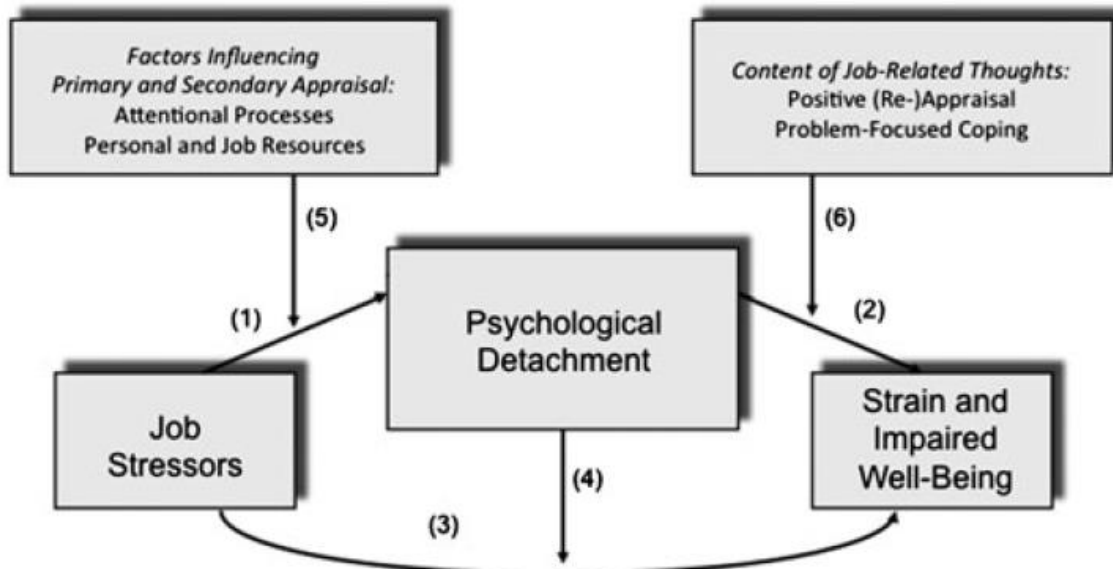 Factors Influencing
Primary and Secondary Appraisal:
Attentional Processes
Personal and Job Resources
Content of Job-Related Thoughts:
Positive (Re-)Appraisal
Problem-Focused Coping
(5)
(6)
(1)
Psychological
Detachment
(2)
Job
Stressors
Strain and
Impaired
Well-Being
(4)
(3)